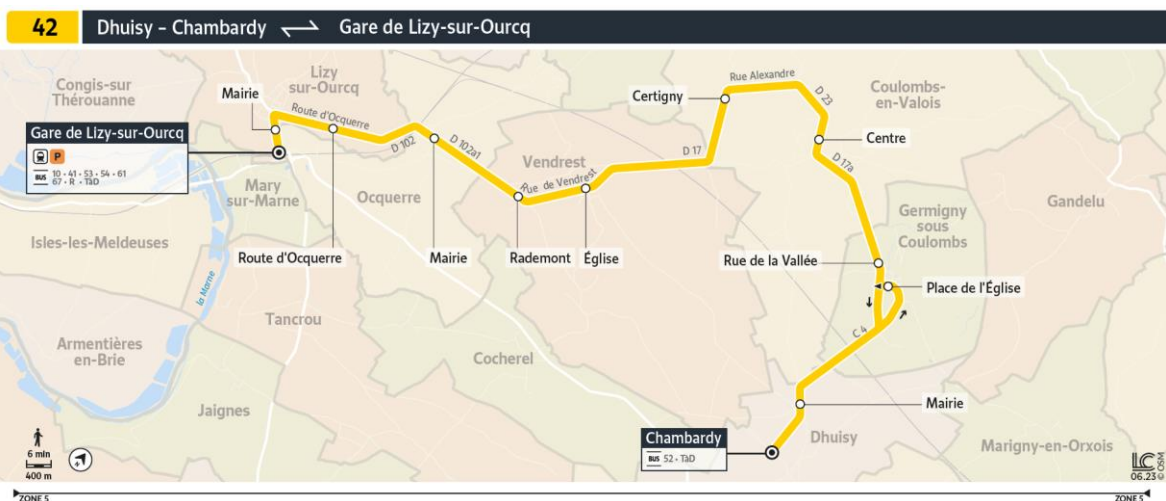 42 Dhuisy – Chambardy Gare de Lizy-sur-Ourcq
Congis-sur
Thérouanne
Mairie
Lizy
sur-Ourcq
Route d'Ocquerre
Gare de Lizy-sur-Ourcq
P
BUS 10 • 41 • 53 • 54 • 61
67 • R • TàD
Mary
sur-Marne
Ocquerre
D 102
D 102a1
Vendrest
Rue de Vendrest
D 17
Certigny
Rue Alexandre
D 23
Coulombs-
en-Valois
Centre
D 17a
Germigny
sous
Coulombs
Gandelu
Isles-les-Meldeuses
la Marne
Route d'Ocquerre
Mairie
Rademont
Église
Rue de la Vallée
Place de l'Église
C 4
Armentières
en-Brie
Tancrou
Cocherel
Jaignes
Mairie
Dhuisy
Chambardy
BUS 52 • TàD
Marigny-en-Orxois
6 min
400 m
LC
06.23 © OSM
ZONE 5
ZONE 5